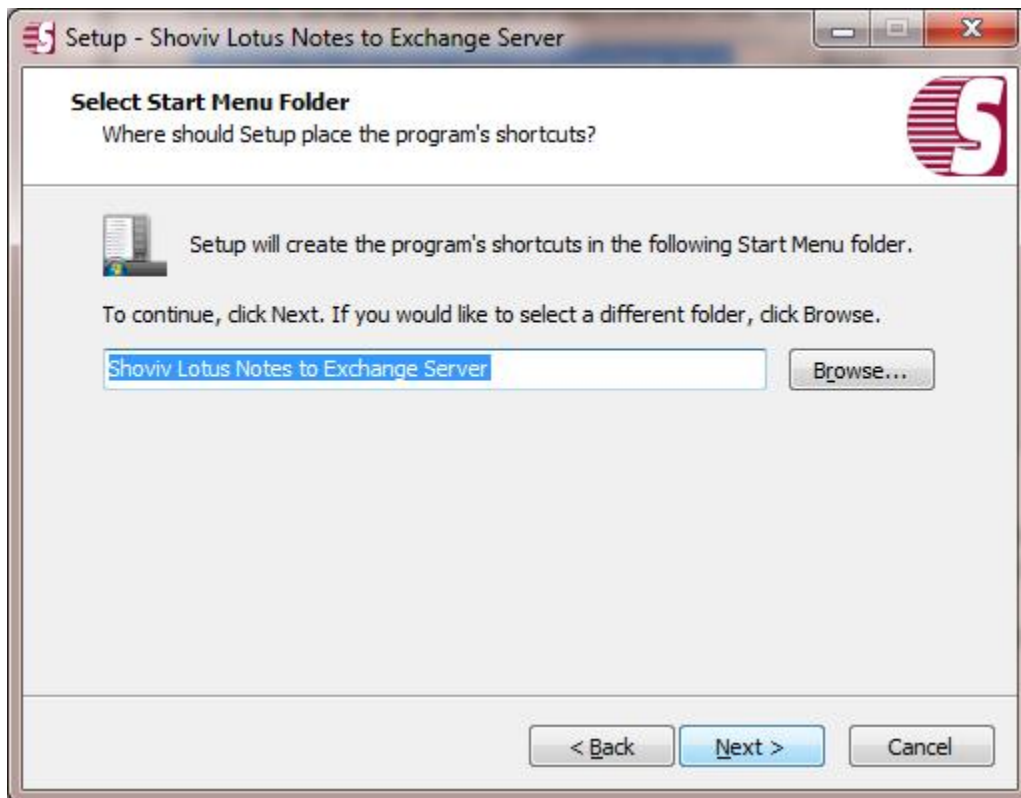 Setup - Shoviv Lotus Notes to Exchange Server
Select Start Menu Folder
Where should Setup place the program's shortcuts?
S
Setup will create the program's shortcuts in the following Start Menu folder.
To continue, click Next. If you would like to select a different folder, click Browse.
Shoviv Lotus Notes to Exchange Server
Browse...
< Back
Next >
Cancel